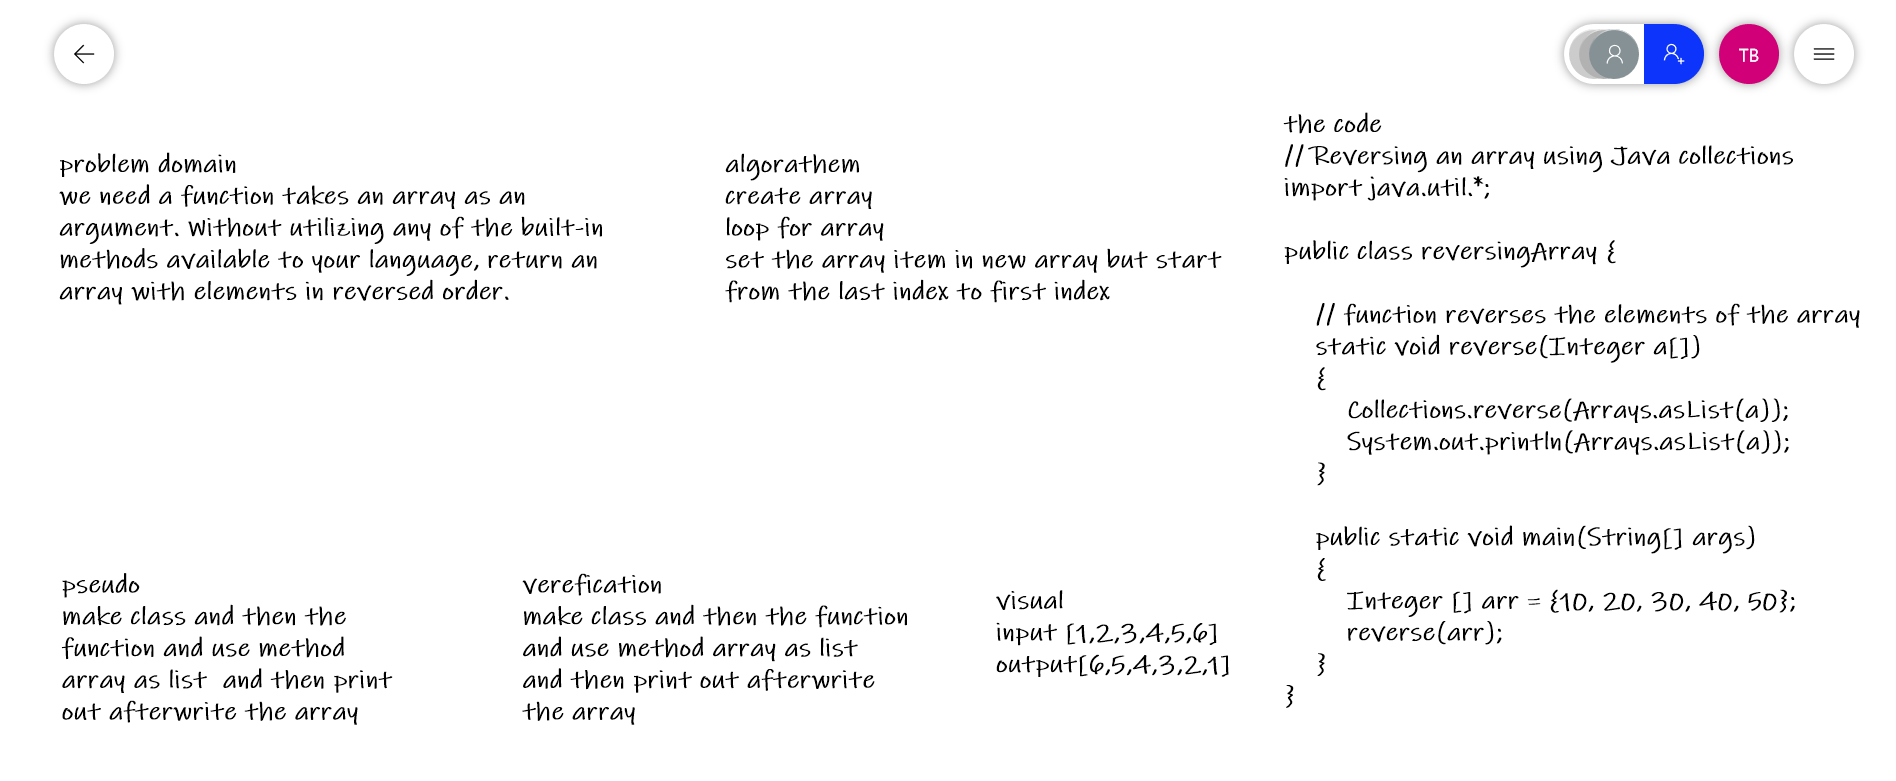 TB
problem domain
we need a function takes an array as an
argument. Without utilizing any of the built-in
methods available to your language, return an
array with elements in reversed order.
algorathem
create array
loop for array
set the array item in new array but start
from the last index to first index
the code
// Reversing an array using Java collections
import java.util.*;
public class reversingArray {
// function reverses the elements of the array
static void reverse(Integer a[])
{
Collections.reverse(Arrays.asList(a));
System.out.println(Arrays.asList(a));
}
public static void main(String[] args)
{
Integer [] arr = {10, 20, 30, 40, 50};
reverse(arr);
}
}
pseudo
make class and then the
function and use method
array as list  and then print
out afterwrite the array
verefication
make class and then the function
and use method array as list
and then print out afterwrite
the array
visual
input [1,2,3,4,5,6]
output[6,5,4,3,2,1]